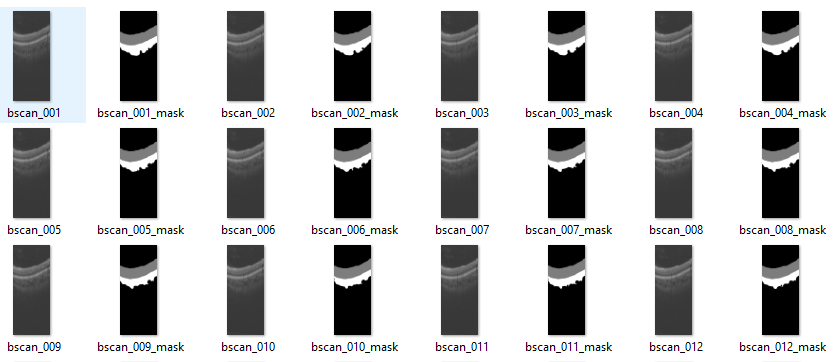 bscan_001 bscan_001_mask bscan_002 bscan_002_mask bscan_003 bscan_003_mask bscan_004 bscan_004_mask
bscan_005 bscan_005_mask bscan_006 bscan_006_mask bscan_007 bscan_007_mask bscan_008 bscan_008_mask
bscan_009 bscan_009_mask bscan_010 bscan_010_mask bscan_011 bscan_011_mask bscan_012 bscan_012_mask